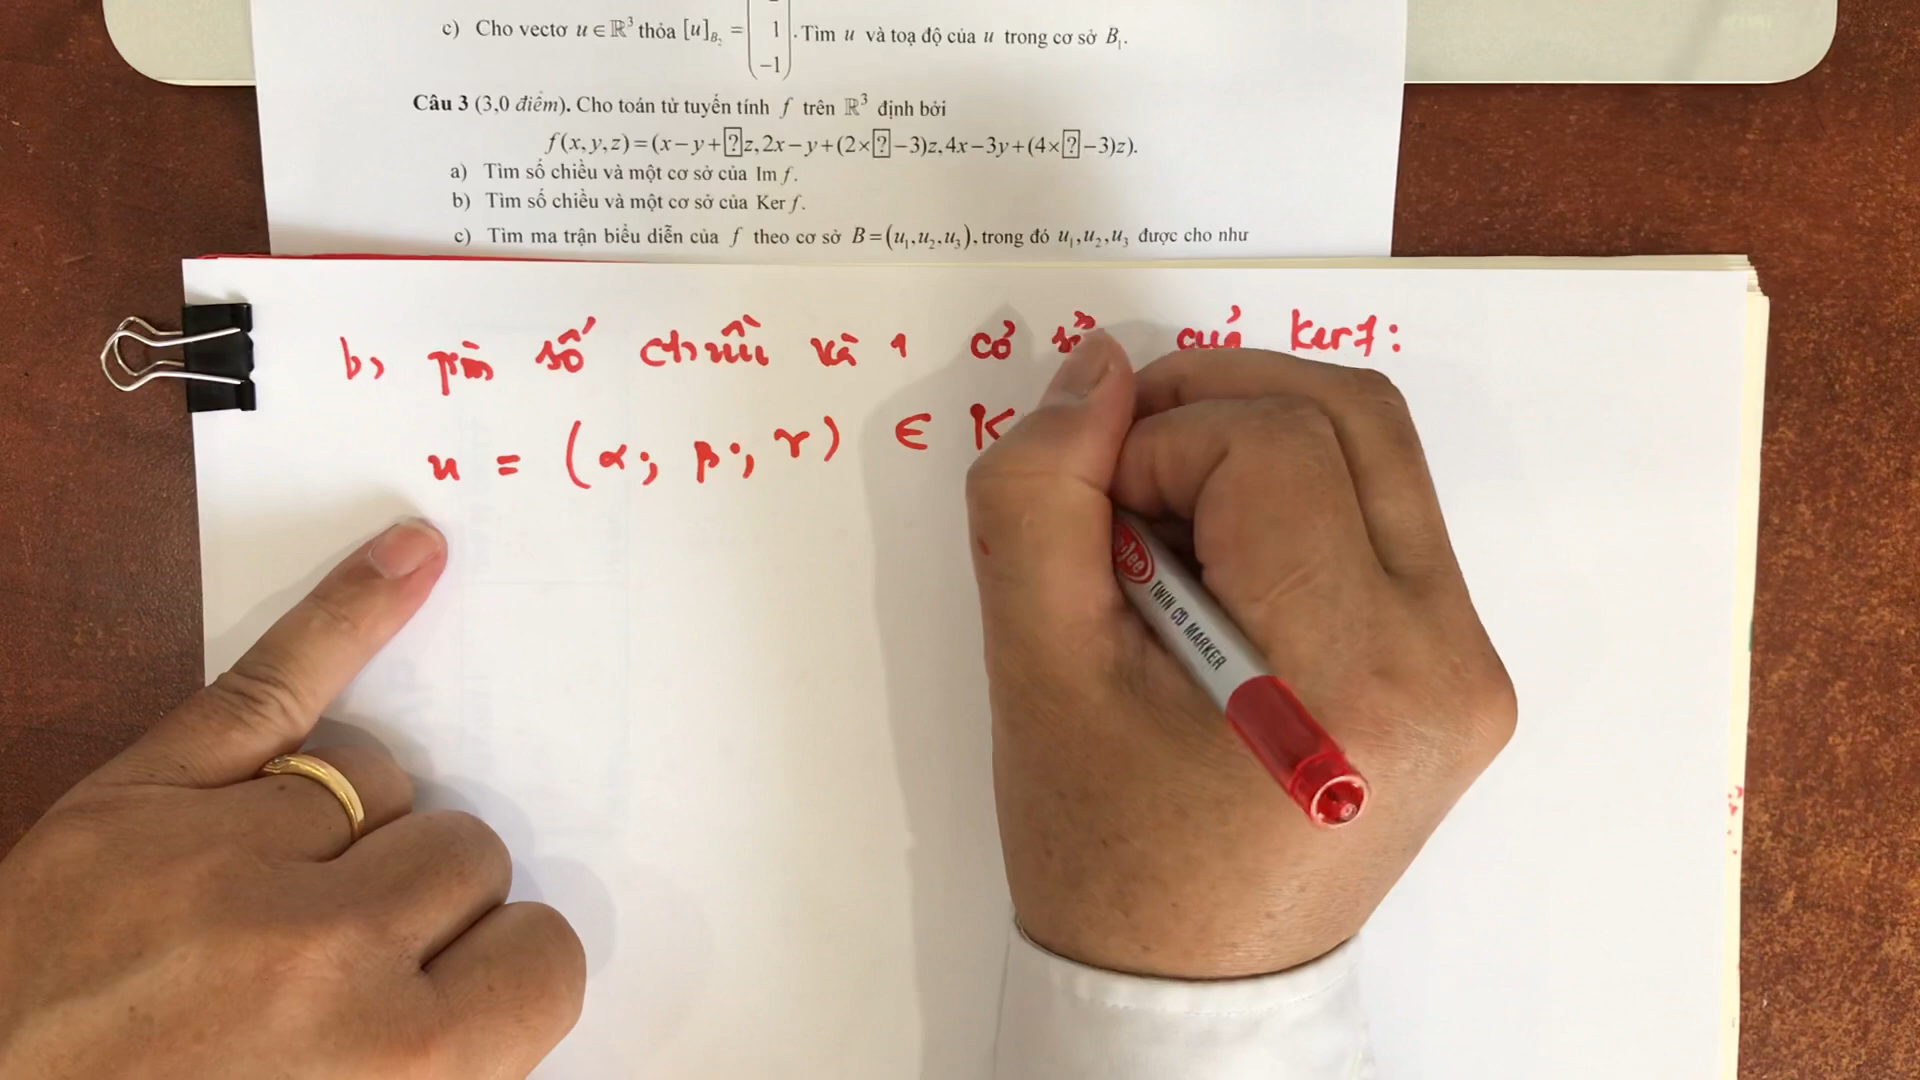 c) Cho vectơ u ∈ ℝ³ thỏa [u]_B₂ = ( 1 −1 ). Tìm u và toạ độ của u trong cơ sở B₁.
Câu 3 (3,0 điểm). Cho toán tử tuyến tính f trên ℝ³ định bởi
f(x,y,z)=(x−y+[?]z,2x−y+(2×[?]−3)z,4x−3y+(4×[?]−3)z).
a) Tìm số chiều và một cơ sở của Im f.
b) Tìm số chiều và một cơ sở của Ker f.
c) Tìm ma trận biểu diễn của f theo cơ sở B=(u₁,u₂,u₃), trong đó u₁,u₂,u₃ được cho như
b) Tìm số chiều và 1 cơ sở của Kerf:
u = (α; β; γ) ∈ K
TWIN CD MARKER